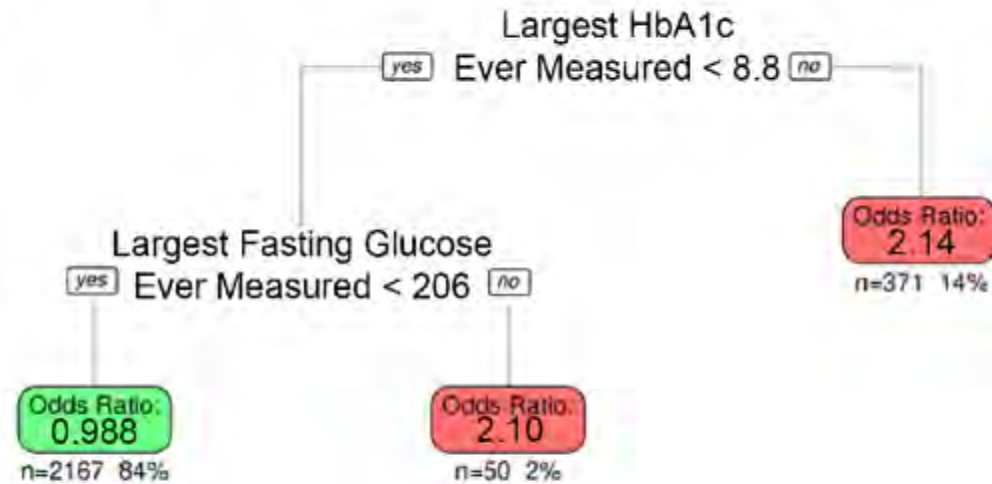 Largest HbA1c
yes Ever Measured < 8.8 no
Odds Ratio:
2.14
n=371 14%
Largest Fasting Glucose
yes Ever Measured < 206 no
Odds Ratio:
0.988
n=2167 84%
Odds Ratio:
2.10
n=50 2%